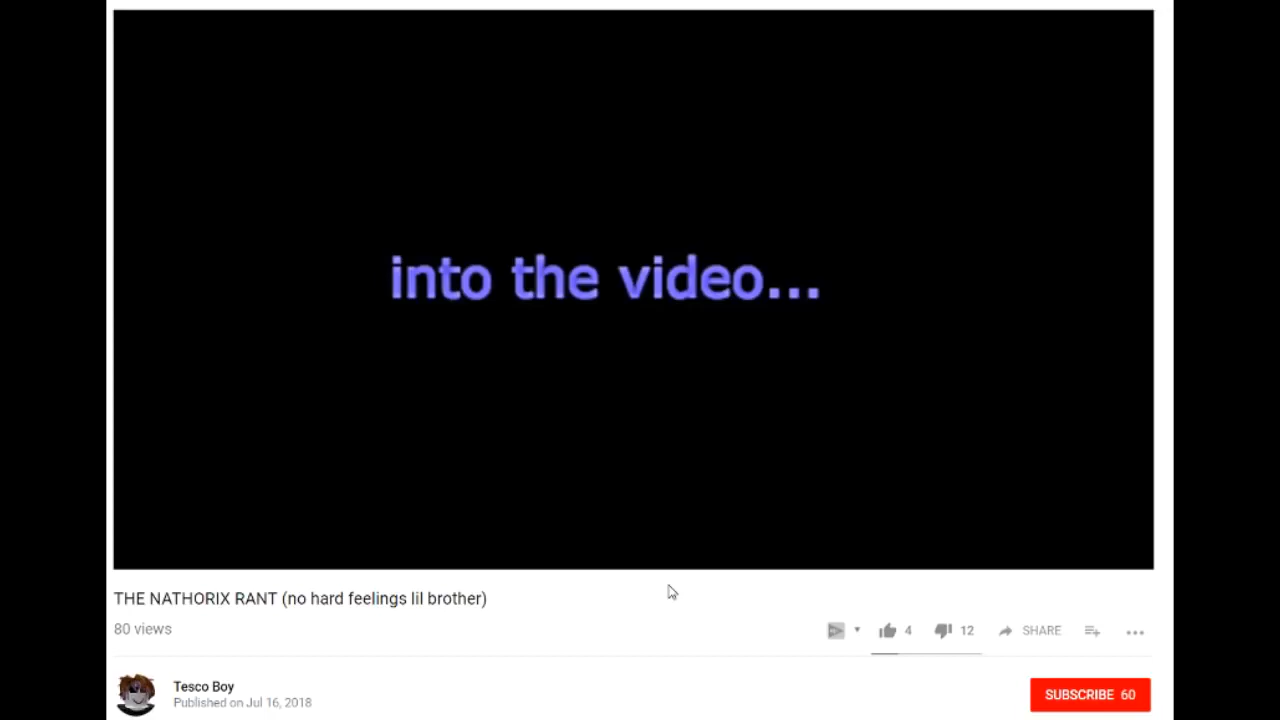 into the video...
THE NATHORIX RANT (no hard feelings lil brother)
80 views
4
12
SHARE
Tesco Boy
Published on Jul 16, 2018
SUBSCRIBE 60